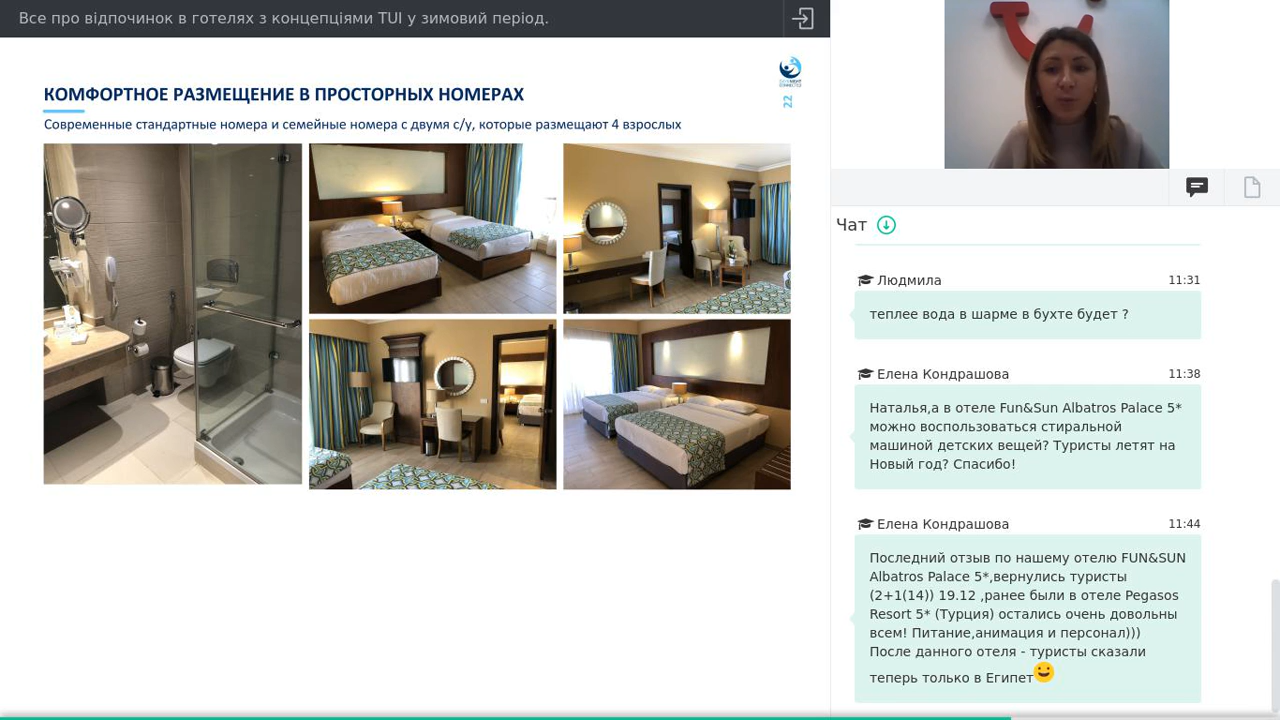 Все про відпочинок в готелях з концепціями TUI у зимовий період.
КОМФОРТНОЕ РАЗМЕЩЕНИЕ В ПРОСТОРНЫХ НОМЕРАХ
22
Современные стандартные номера и семейные номера с двумя с/у, которые размещают 4 взрослых
Чат
Людмила 11:31
теплее вода в шарме в бухте будет ?
Елена Кондрашова 11:38
Наталья,а в отеле Fun&Sun Albatros Palace 5*
можно воспользоваться стиральной
машиной детских вещей? Туристы летят на
Новый год? Спасибо!
Елена Кондрашова 11:44
Последний отзыв по нашему отелю FUN&SUN
Albatros Palace 5*,вернулись туристы
(2+1(14)) 19.12 ,ранее были в отеле Pegasos
Resort 5* (Турция) остались очень довольны
всем! Питание,анимация и персонал)))
После данного отеля - туристы сказали
теперь только в Египет